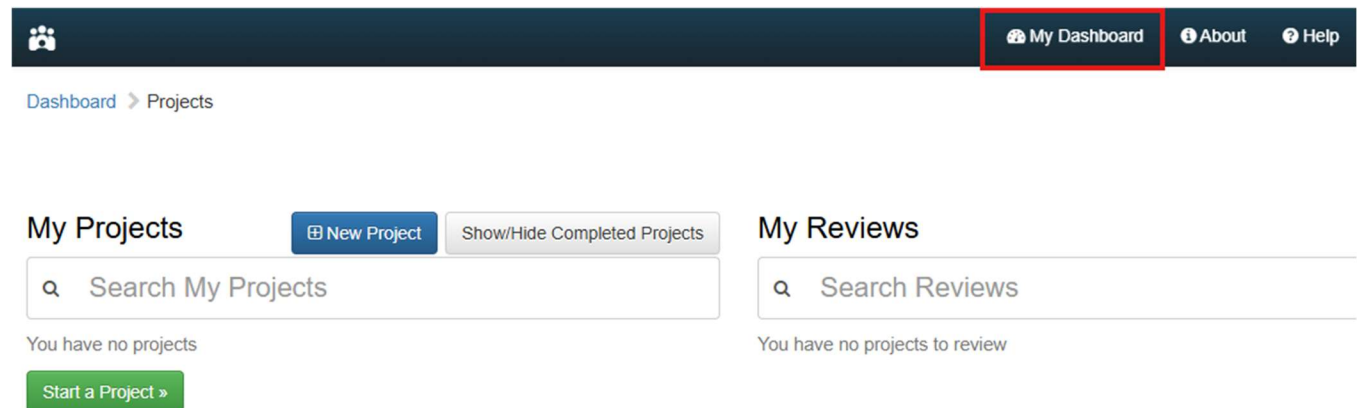 My Dashboard About Help
Dashboard Projects
My Projects New Project Show/Hide Completed Projects
Search My Projects
You have no projects
Start a Project »
My Reviews
Search Reviews
You have no projects to review